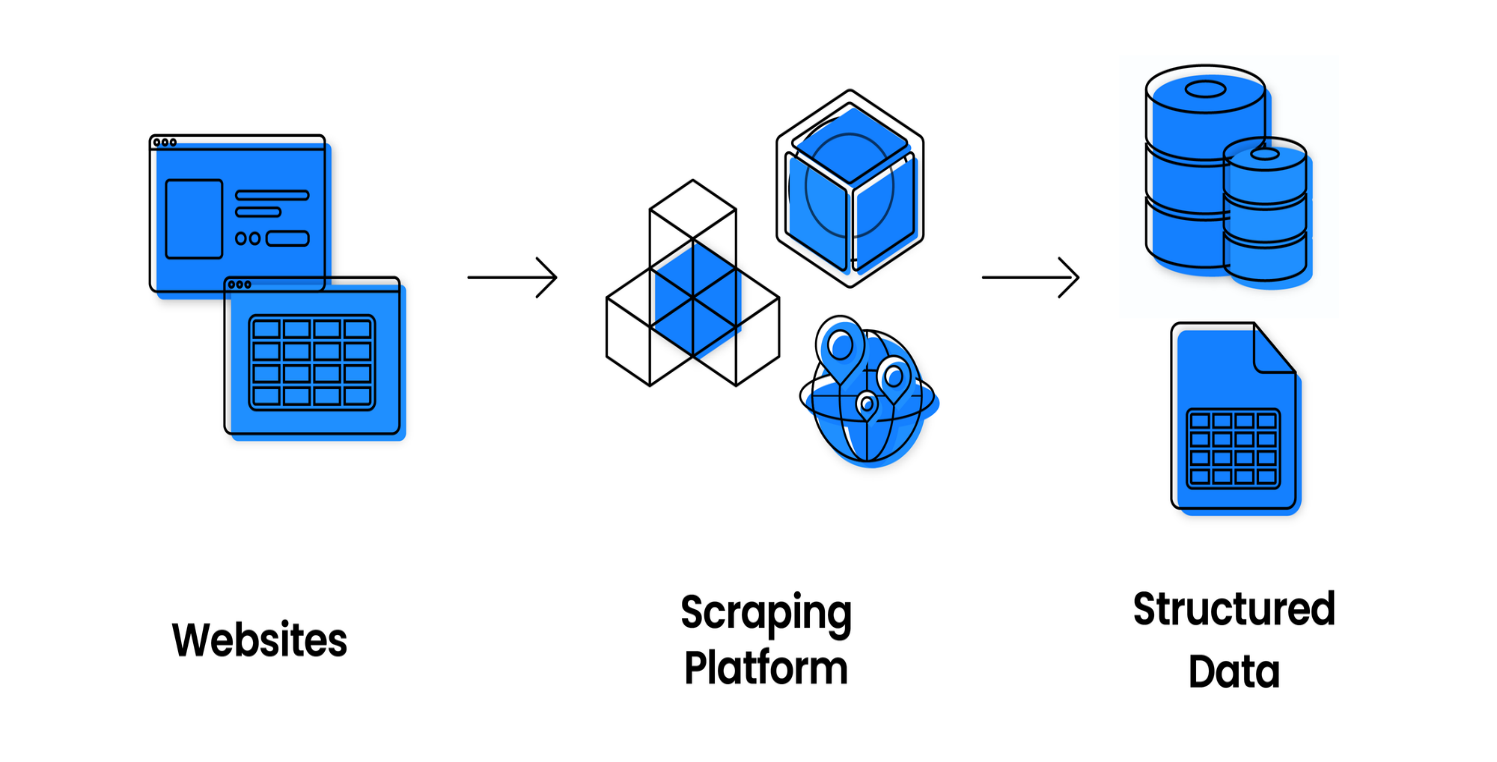 Websites
Scraping
Platform
Structured
Data